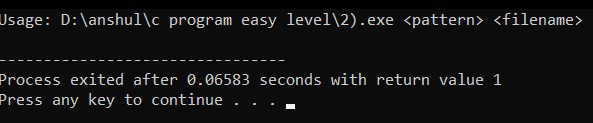 Usage: D:\anshul\c program easy level\2).exe <pattern> <filename>
--------------------------------
Process exited after 0.06583 seconds with return value 1
Press any key to continue . . .